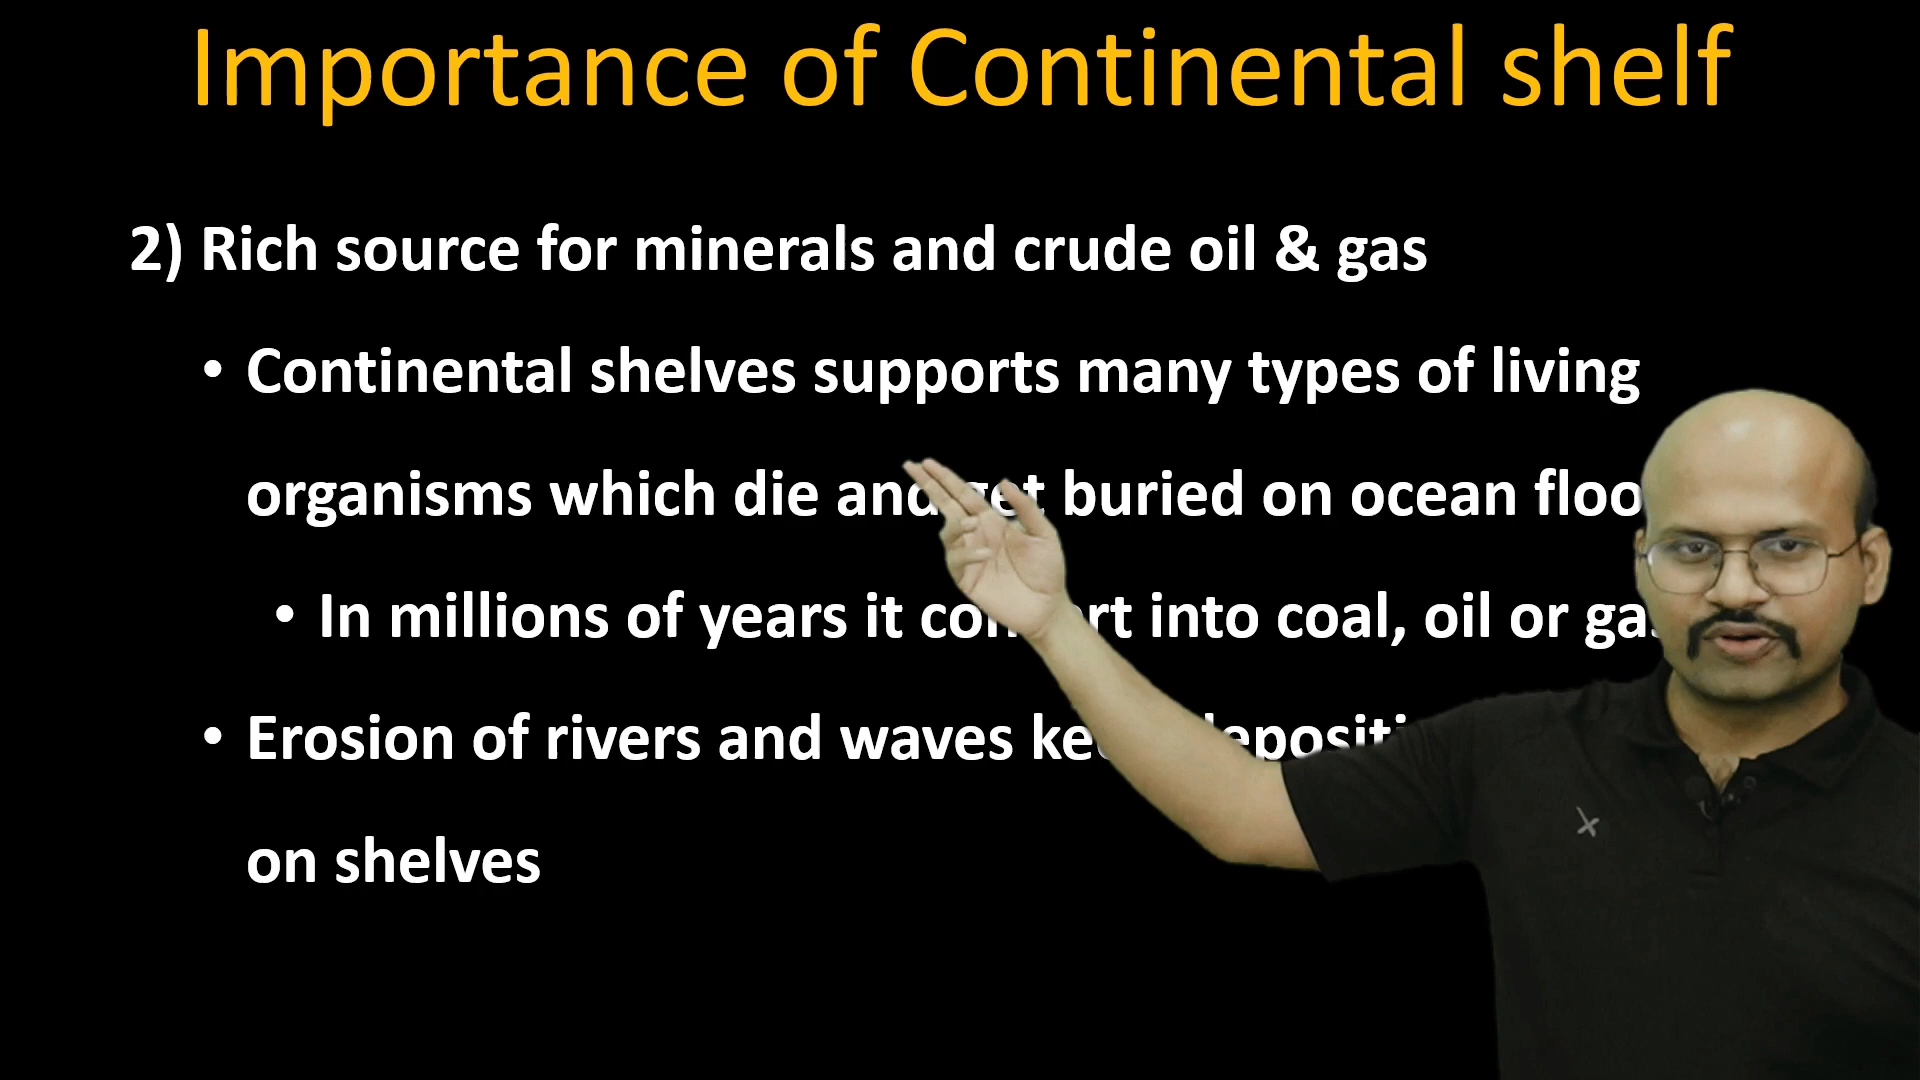 Importance of Continental shelf
2) Rich source for minerals and crude oil & gas
• Continental shelves supports many types of living
organisms which die and get buried on ocean
• In millions of years it into coal, oil or
• Erosion of rivers and waves
on shelves